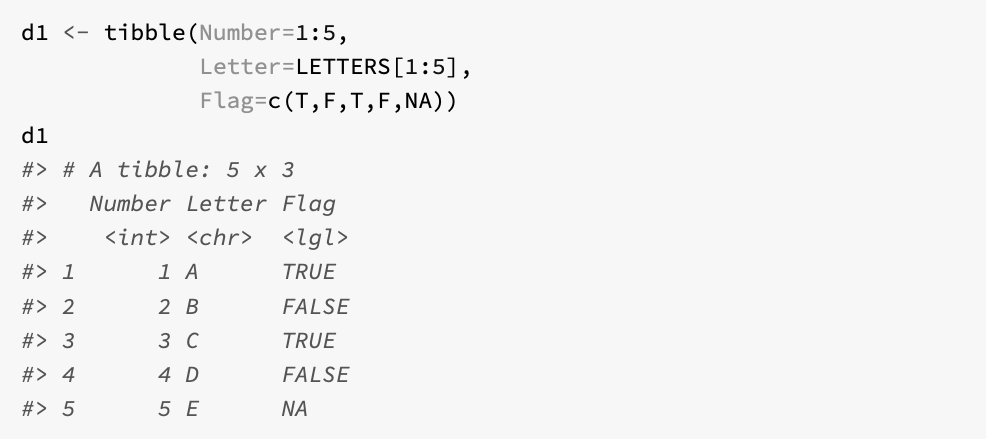 d1 <- tibble(Number=1:5,
             Letter=LETTERS[1:5],
             Flag=c(T,F,T,F,NA))
d1
#> # A tibble: 5 x 3
#>   Number Letter Flag
#>    <int> <chr>  <lgl>
#> 1      1 A      TRUE
#> 2      2 B      FALSE
#> 3      3 C      TRUE
#> 4      4 D      FALSE
#> 5      5 E      NA